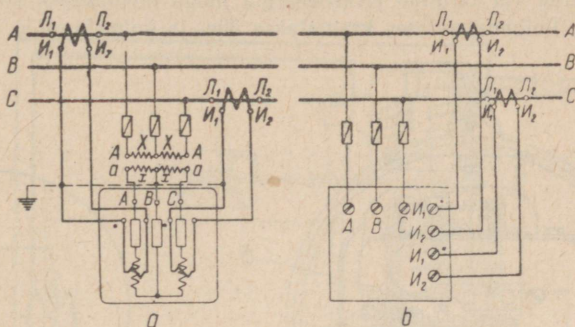 Л₁ Л₂
A
И₁ И₂
B
C
Л₁ Л₂
И₁ И₂
A X X A
a x x a
A B C
* *
a
Л₁ Л₂
A
И₁ И₂
B
Л₁ Л₂
C
И₁ И₂
A B C И₁*
И₂
И₁*
И₂
b